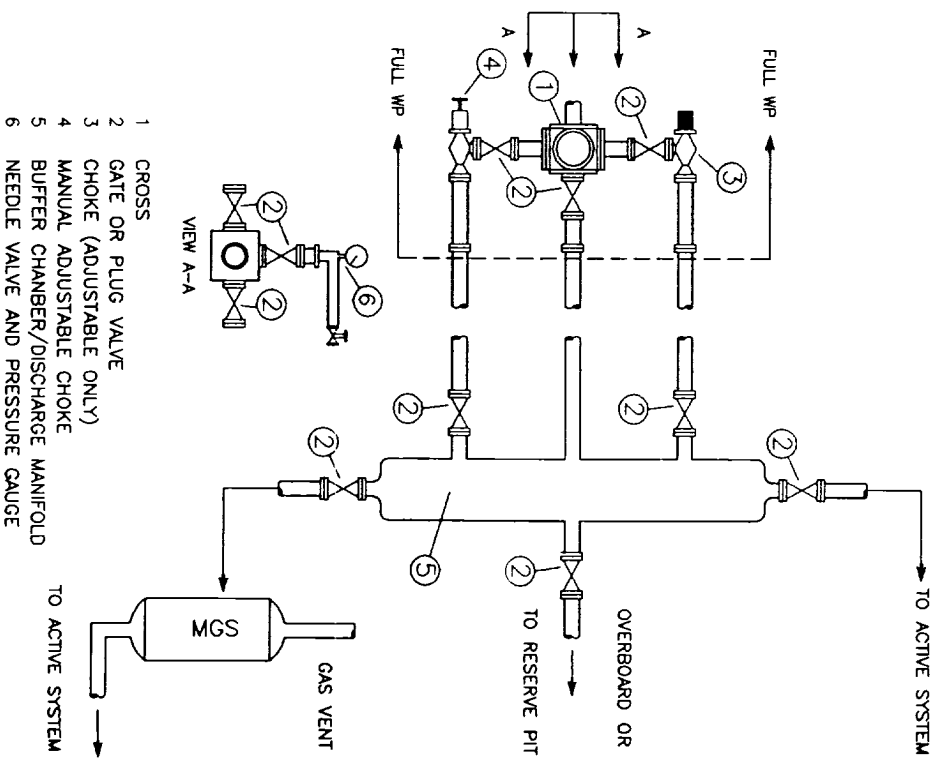 A
A
FULL WP
FULL WP
4
1
2
3
2
2
2
2
VIEW A-A
2
6
2
2
2
2
5
2
OVERBOARD OR
TO RESERVE PIT
TO ACTIVE SYSTEM
MGS
GAS VENT
TO ACTIVE SYSTEM
1 CROSS
2 GATE OR PLUG VALVE
3 CHOKE (ADJUSTABLE ONLY)
4 MANUAL ADJUSTABLE CHOKE
5 BUFFER CHANBER/DISCHARGE MANIFOLD
6 NEEDLE VALVE AND PRESSURE GAUGE